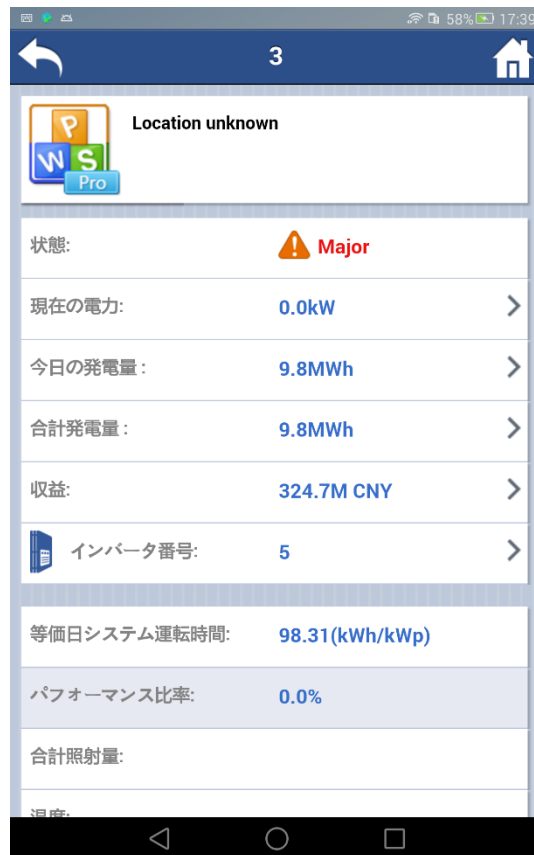 58% 17:39
3
P
W S
Pro
Location unknown
状態: Major
現在の電力: 0.0kW
今日の発電量 : 9.8MWh
合計発電量 : 9.8MWh
収益: 324.7M CNY
インバータ番号: 5
等価日システム運転時間: 98.31(kWh/kWp)
パフォーマンス比率: 0.0%
合計照射量:
温度: